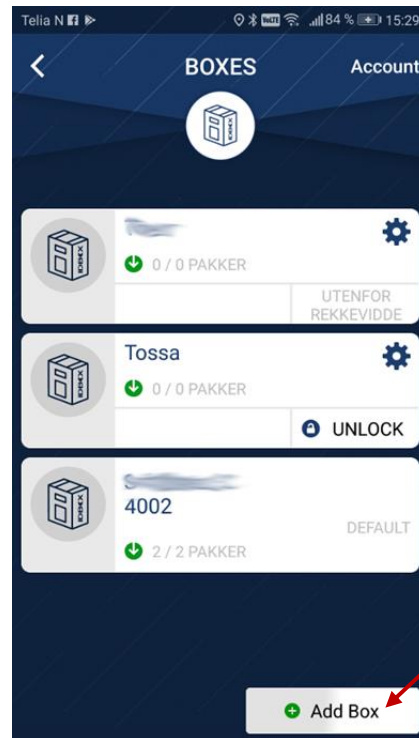 Telia N 84 % 15:29
BOXES Account
0 / 0 PAKKER
UTENFOR
REKKEVIDDE
Tossa
0 / 0 PAKKER
UNLOCK
4002
DEFAULT
2 / 2 PAKKER
Add Box